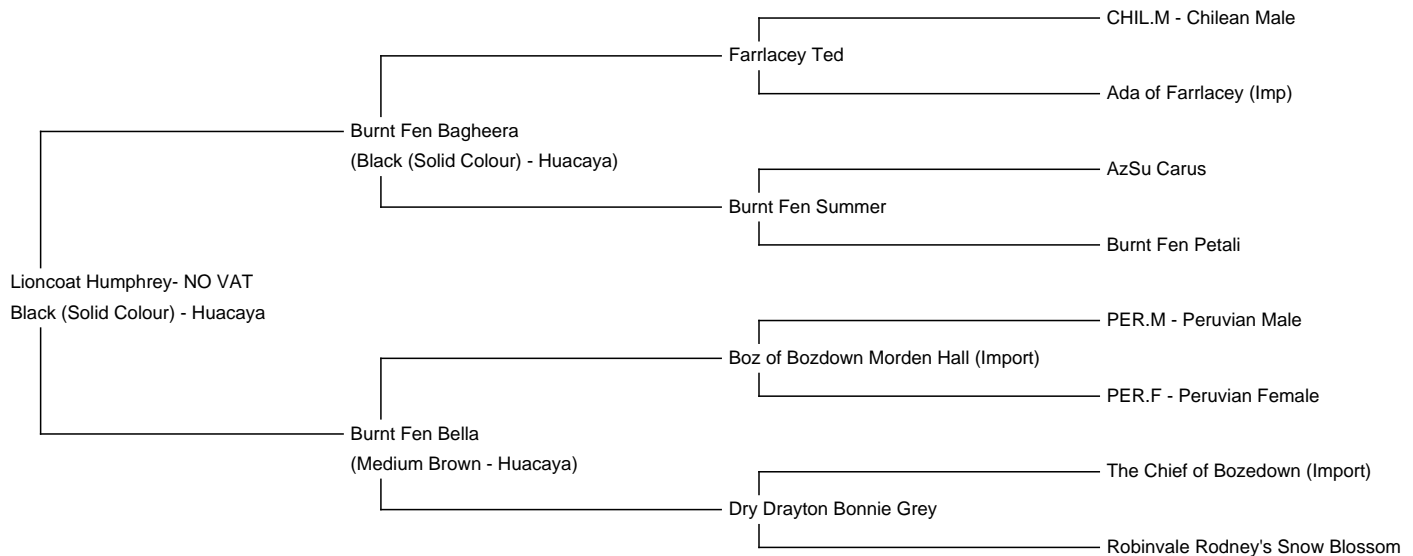 CHIL.M - Chilean Male
Farrlacey Ted
Ada of Farrlacey (Imp)
Burnt Fen Bagheera
(Black (Solid Colour) - Huacaya)
AzSu Carus
Burnt Fen Summer
Burnt Fen Petali
Lioncoat Humphrey- NO VAT
Black (Solid Colour) - Huacaya
PER.M - Peruvian Male
Boz of Bozdown Morden Hall (Import)
PER.F - Peruvian Female
Burnt Fen Bella
(Medium Brown - Huacaya)
The Chief of Bozedown (Import)
Dry Drayton Bonnie Grey
Robinvale Rodney's Snow Blossom